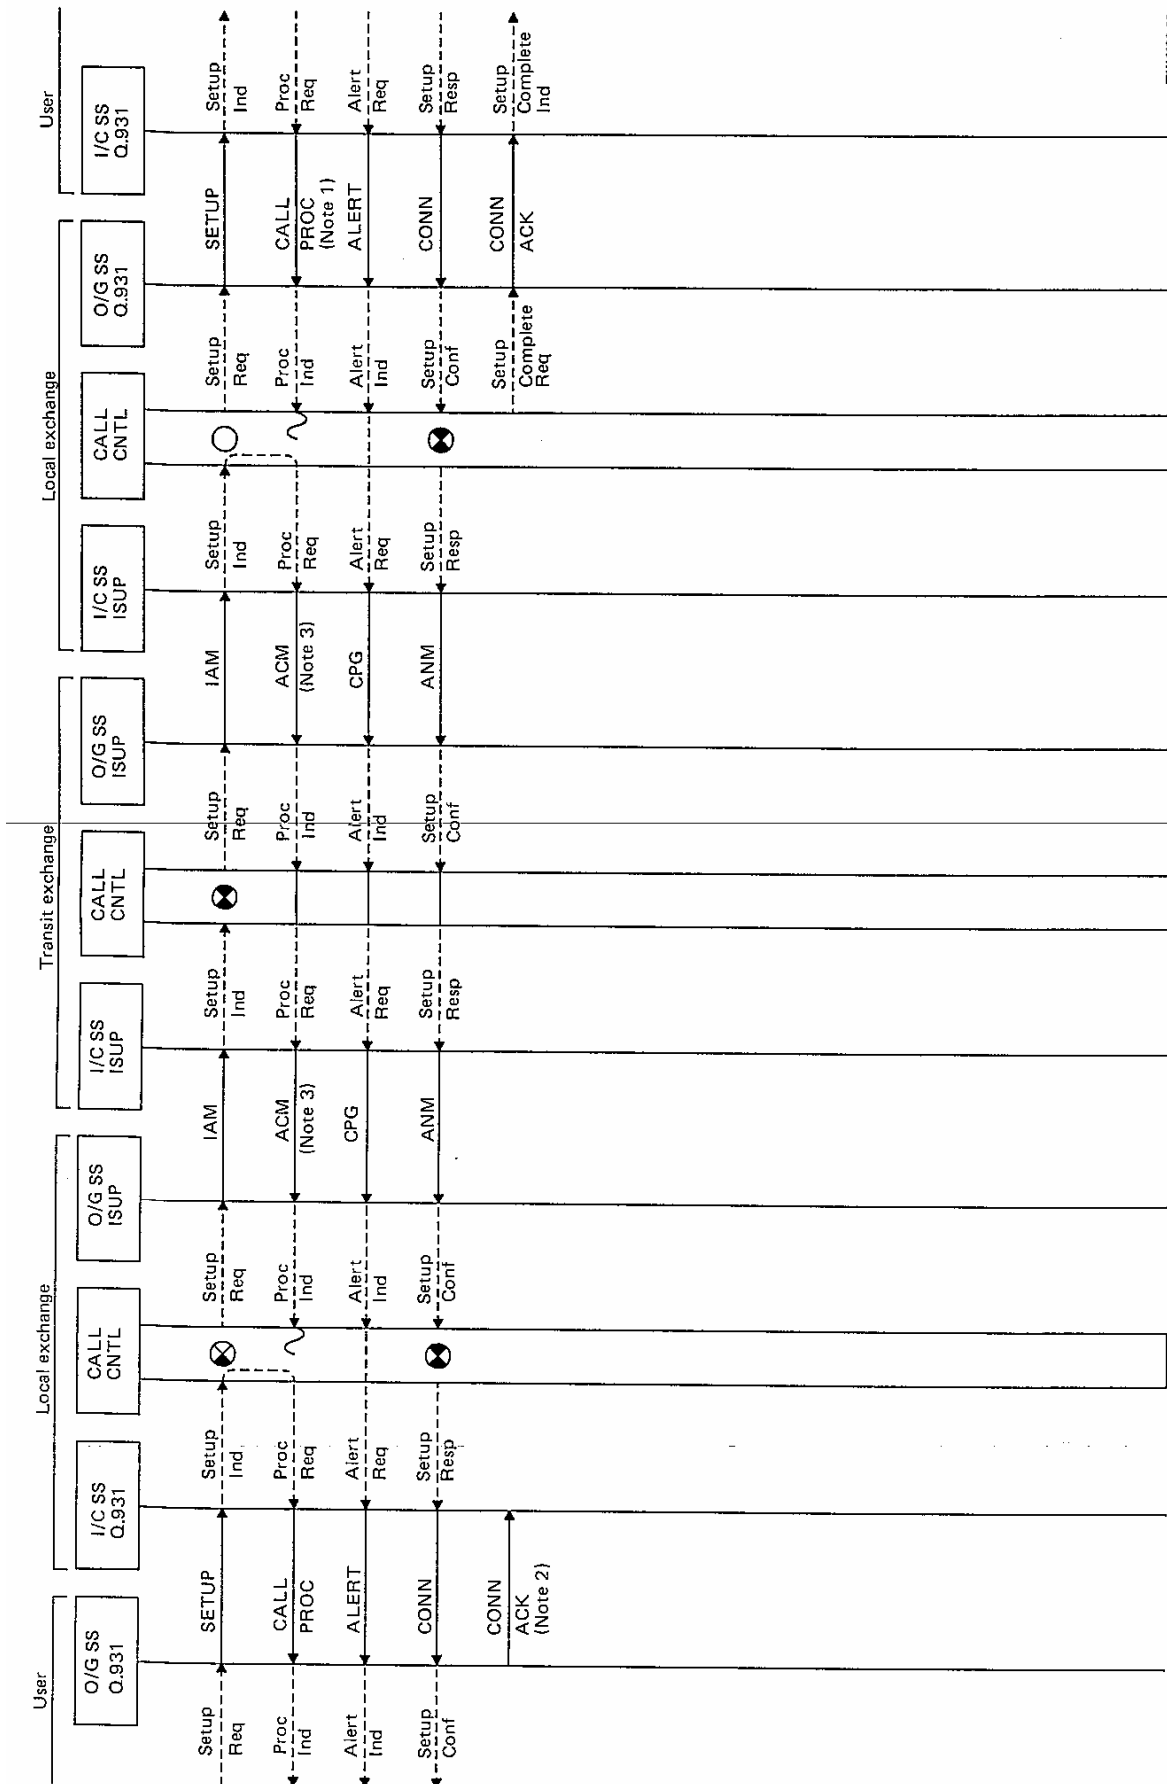 User
Local exchange
Transit exchange
Local exchange
User
O/G SS
Q.931
I/C SS
Q.931
CALL
CNTL
O/G SS
ISUP
I/C SS
ISUP
CALL
CNTL
O/G SS
ISUP
I/C SS
ISUP
CALL
CNTL
O/G SS
Q.931
I/C SS
Q.931
Setup
Req
SETUP
Setup
Ind
Setup
Req
IAM
Setup
Ind
Setup
Req
IAM
Setup
Ind
Setup
Req
SETUP
Setup
Ind
Proc
Ind
CALL
PROC
Proc
Req
Proc
Ind
ACM
(Note 3)
Proc
Req
Proc
Ind
ACM
(Note 3)
Proc
Req
Proc
Ind
CALL
PROC
(Note 1)
Proc
Req
Alert
Ind
ALERT
Alert
Req
Alert
Ind
CPG
Alert
Req
Alert
Ind
CPG
Alert
Req
Alert
Ind
ALERT
Alert
Req
Setup
Conf
CONN
Setup
Resp
Setup
Conf
ANM
Setup
Resp
Setup
Conf
ANM
Setup
Resp
Setup
Conf
CONN
Setup
Resp
CONN
ACK
(Note 2)
Setup
Complete
Req
CONN
ACK
Setup
Complete
Ind